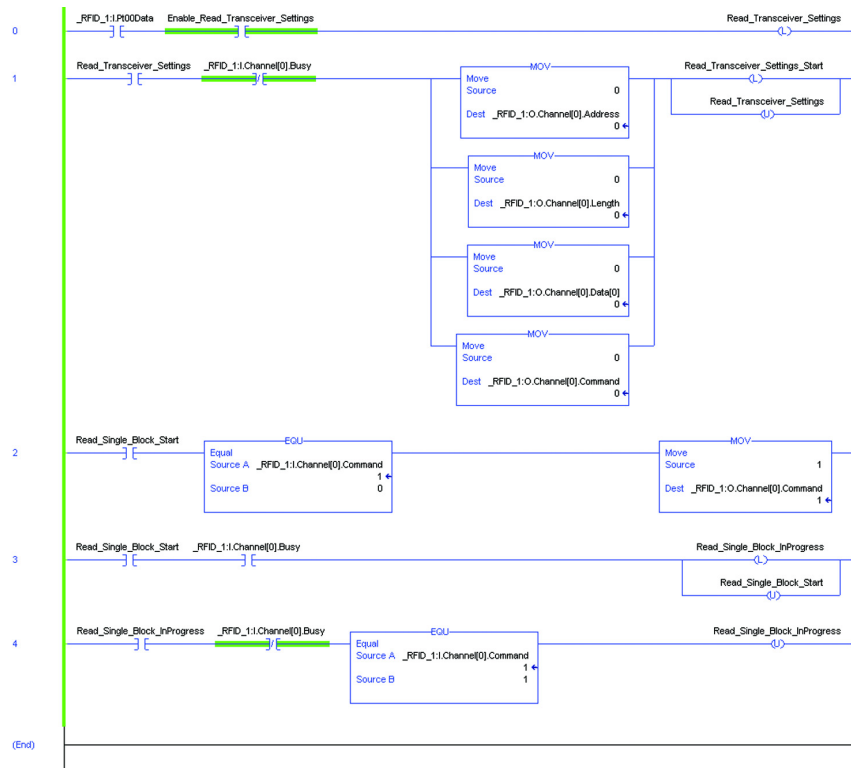 _RFID_1:I.Pt00Data Enable_Read_Transceiver_Settings Read_Transceiver_Settings
0 L
Read_Transceiver_Settings _RFID_1:I.Channel[0].Busy MOV Read_Transceiver_Settings_Start
1 Move L
Source 0
Read_Transceiver_Settings
Dest _RFID_1:O.Channel[0].Address U
0
MOV
Move
Source 0
Dest _RFID_1:O.Channel[0].Length
0
MOV
Move
Source 0
Dest _RFID_1:O.Channel[0].Data[0]
0
MOV
Move
Source 0
Dest _RFID_1:O.Channel[0].Command
0
Read_Single_Block_Start EQU MOV
2 Equal Move
Source A _RFID_1:I.Channel[0].Command Source 1
1
Source B 0 Dest _RFID_1:O.Channel[0].Command
1
Read_Single_Block_Start _RFID_1:I.Channel[0].Busy Read_Single_Block_InProgress
3 L
Read_Single_Block_Start
U
Read_Single_Block_InProgress _RFID_1:I.Channel[0].Busy EQU Read_Single_Block_InProgress
4 Equal U
Source A _RFID_1:I.Channel[0].Command
1
Source B 1
(End)